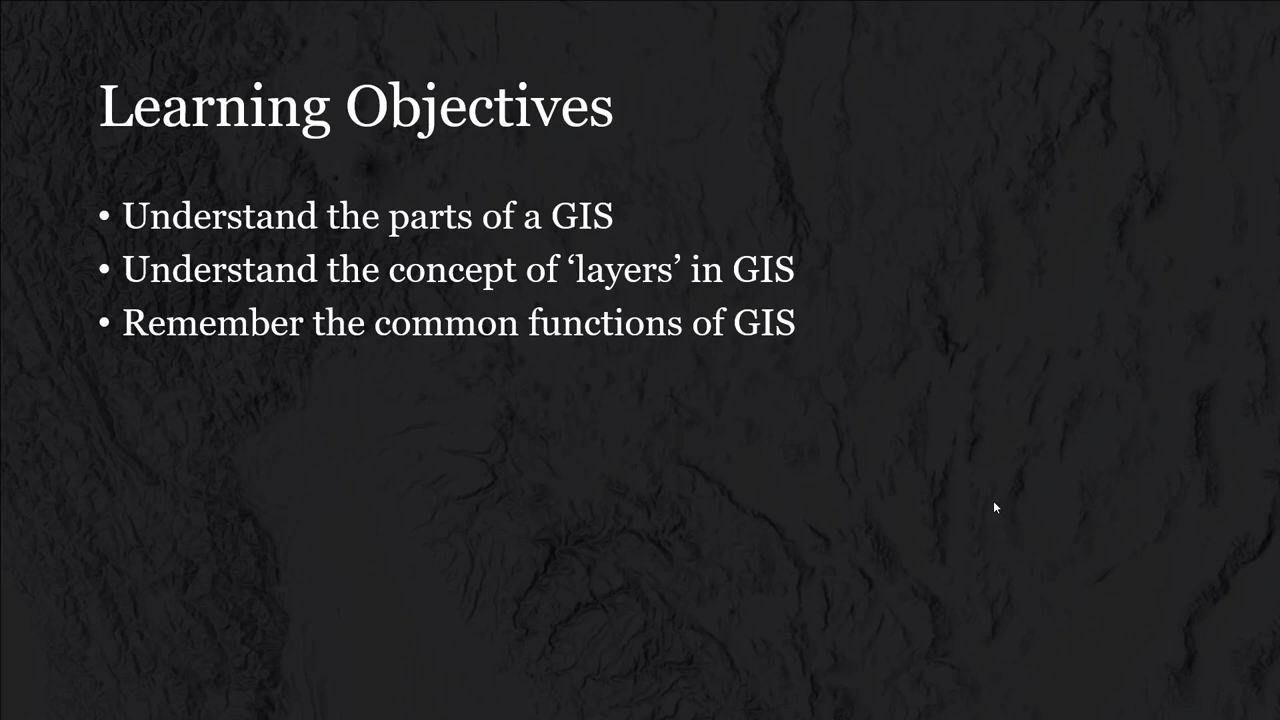 Learning Objectives
• Understand the parts of a GIS
• Understand the concept of ‘layers’ in GIS
• Remember the common functions of GIS